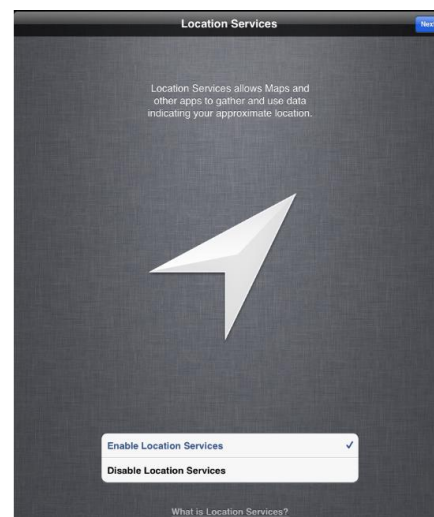 Location Services
Next
Location Services allows Maps and
other apps to gather and use data
indicating your approximate location.
Enable Location Services
Disable Location Services
What is Location Services?